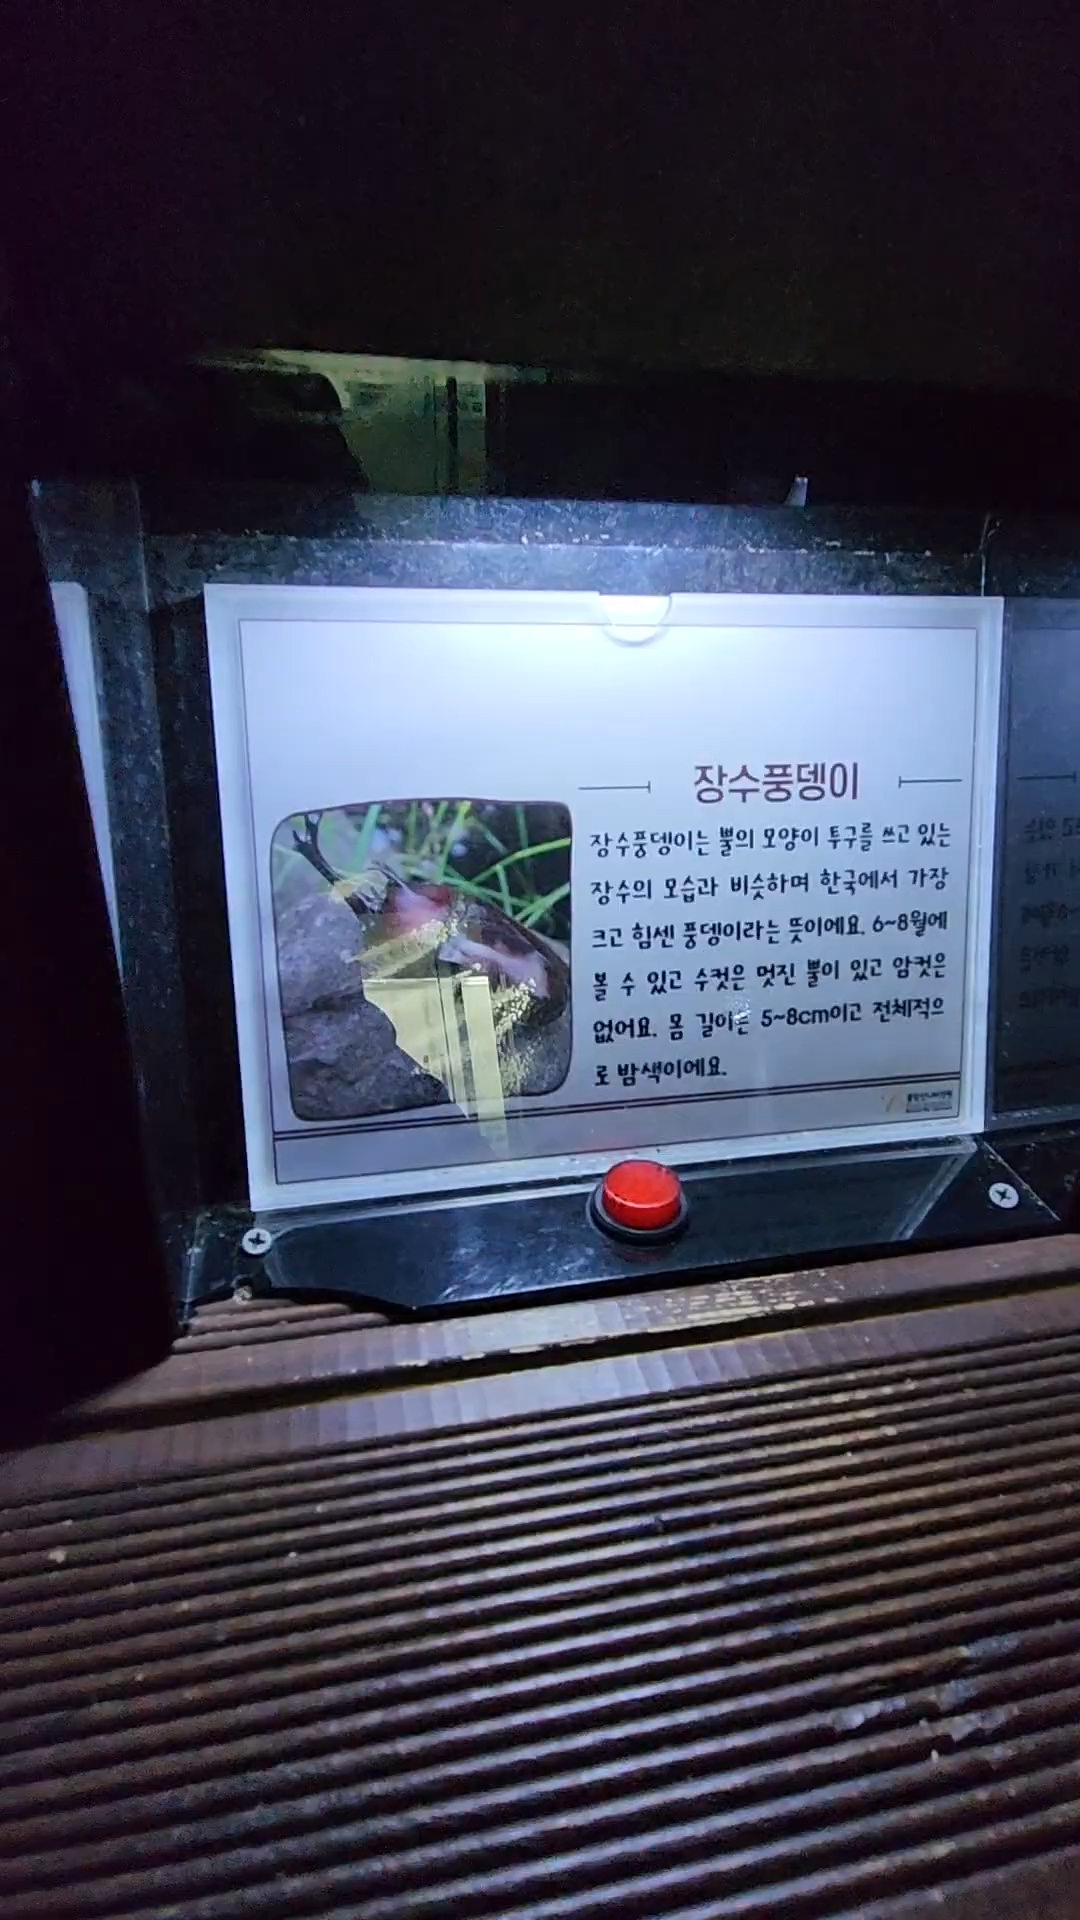 장수풍뎅이
장수풍뎅이는 뿔의 모양이 투구를 쓰고 있는
장수의 모습과 비슷하며 한국에서 가장
크고 힘센 풍뎅이라는 뜻이에요. 6~8월에
볼 수 있고 수컷은 멋진 뿔이 있고 암컷은
없어요. 몸 길이는 5~8cm이고 전체적으
로 밤색이에요.